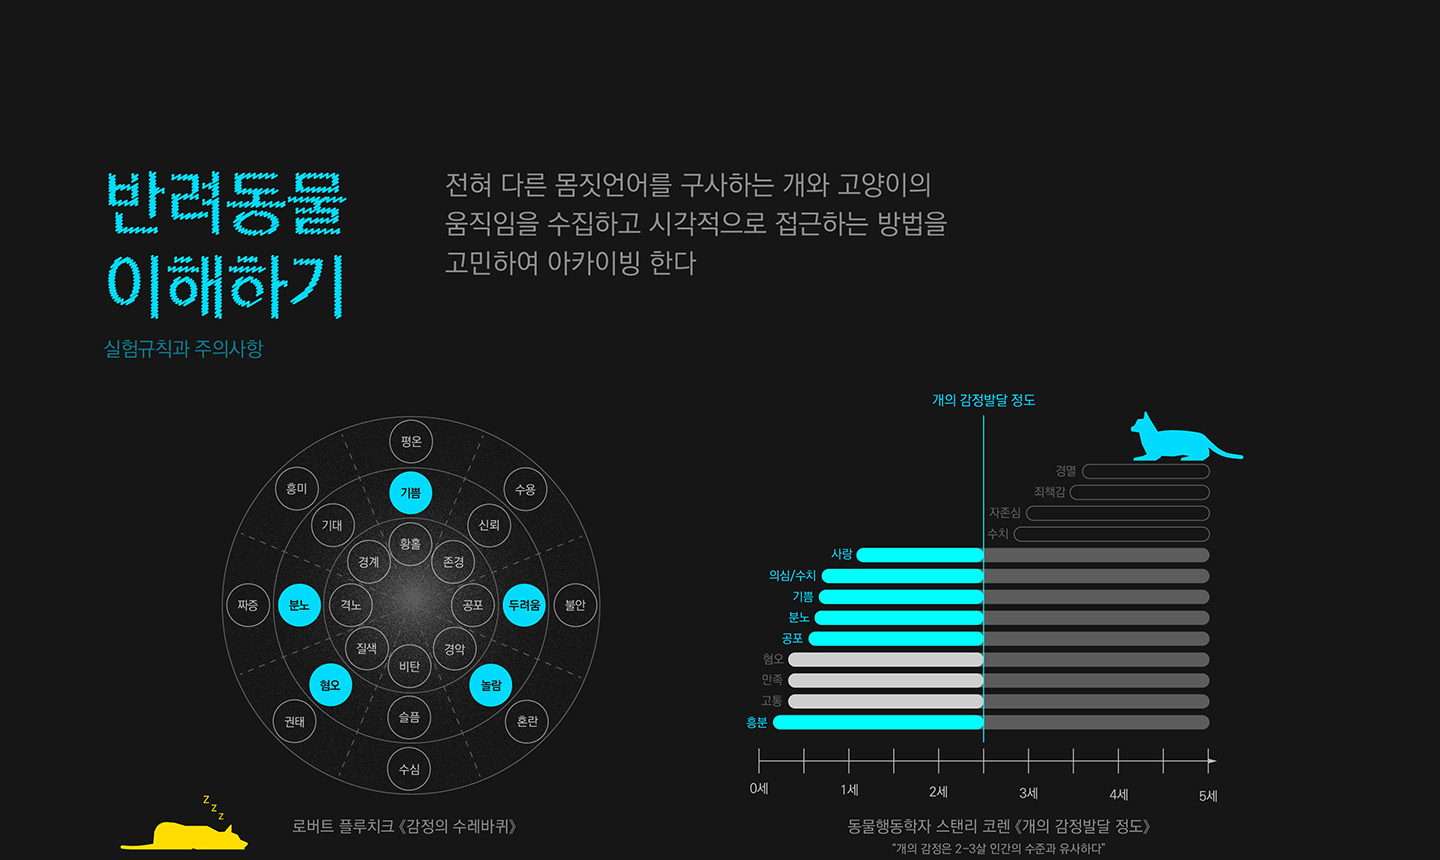 반려동물
이해하기
실험규칙과 주의사항
전혀 다른 몸짓언어를 구사하는 개와 고양이의
움직임을 수집하고 시각적으로 접근하는 방법을
고민하여 아카이빙 한다
평온
흥미
기쁨
수용
기대
신뢰
황홀
경계
존경
짜증
분노
격노
공포
두려움
불안
질색
경악
비탄
혐오
놀람
권태
슬픔
혼란
수심
z
z
z
로버트 플루치크 《감정의 수레바퀴》
개의 감정발달 정도
경멸
죄책감
자존심
수치
사랑
의심/수치
기쁨
분노
공포
혐오
만족
고통
흥분
0세 1세 2세 3세 4세 5세
동물행동학자 스탠리 코렌 《개의 감정발달 정도》
“개의 감정은 2-3살 인간의 수준과 유사하다”